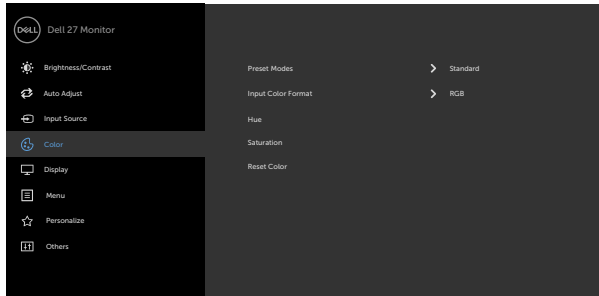 DELL Dell 27 Monitor
Brightness/Contrast
Auto Adjust
Input Source
Color
Display
Menu
Personalize
Others
Preset Modes Standard
Input Color Format RGB
Hue
Saturation
Reset Color